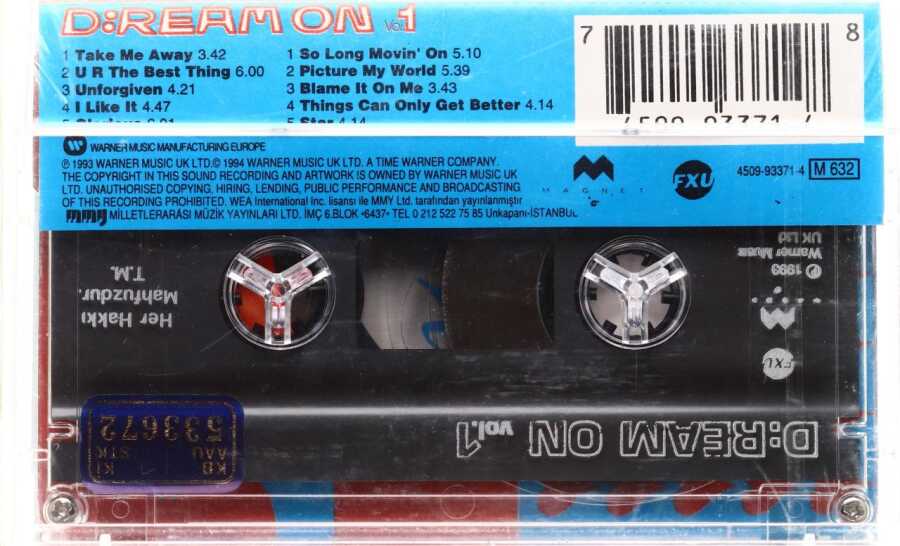 D:REAM ON Vol.1
1 Take Me Away 3.42
2 U R The Best Thing 6.00
3 Unforgiven 4.21
4 I Like It 4.47
1 So Long Movin' On 5.10
2 Picture My World 5.39
3 Blame It On Me 3.43
4 Things Can Only Get Better 4.14
5 Star 4.14
7
8
WARNER MUSIC MANUFACTURING EUROPE
℗ 1993 WARNER MUSIC UK LTD.© 1994 WARNER MUSIC UK LTD. A TIME WARNER COMPANY.
THE COPYRIGHT IN THIS SOUND RECORDING AND ARTWORK IS OWNED BY WARNER MUSIC UK
LTD. UNAUTHORISED COPYING, HIRING, LENDING, PUBLIC PERFORMANCE AND BROADCASTING
OF THIS RECORDING PROHIBITED. WEA International Inc. lisansı ile MMY Ltd. tarafından yayınlanmıştır
mmy MİLLETLERARASI MÜZİK YAYINLARI LTD. İMÇ 6.BLOK •6437• TEL 0 212 522 75 85 Unkapanı-İSTANBUL
MAGNET
FXU
4509-93371-4
M 632
Her Hakkı
Mahfuzdur.
T.M.
℗ 1993
Warner Music
UK Ltd
FXU
D:REAM ON vol.1
KB
AAU
533672
STK
KI